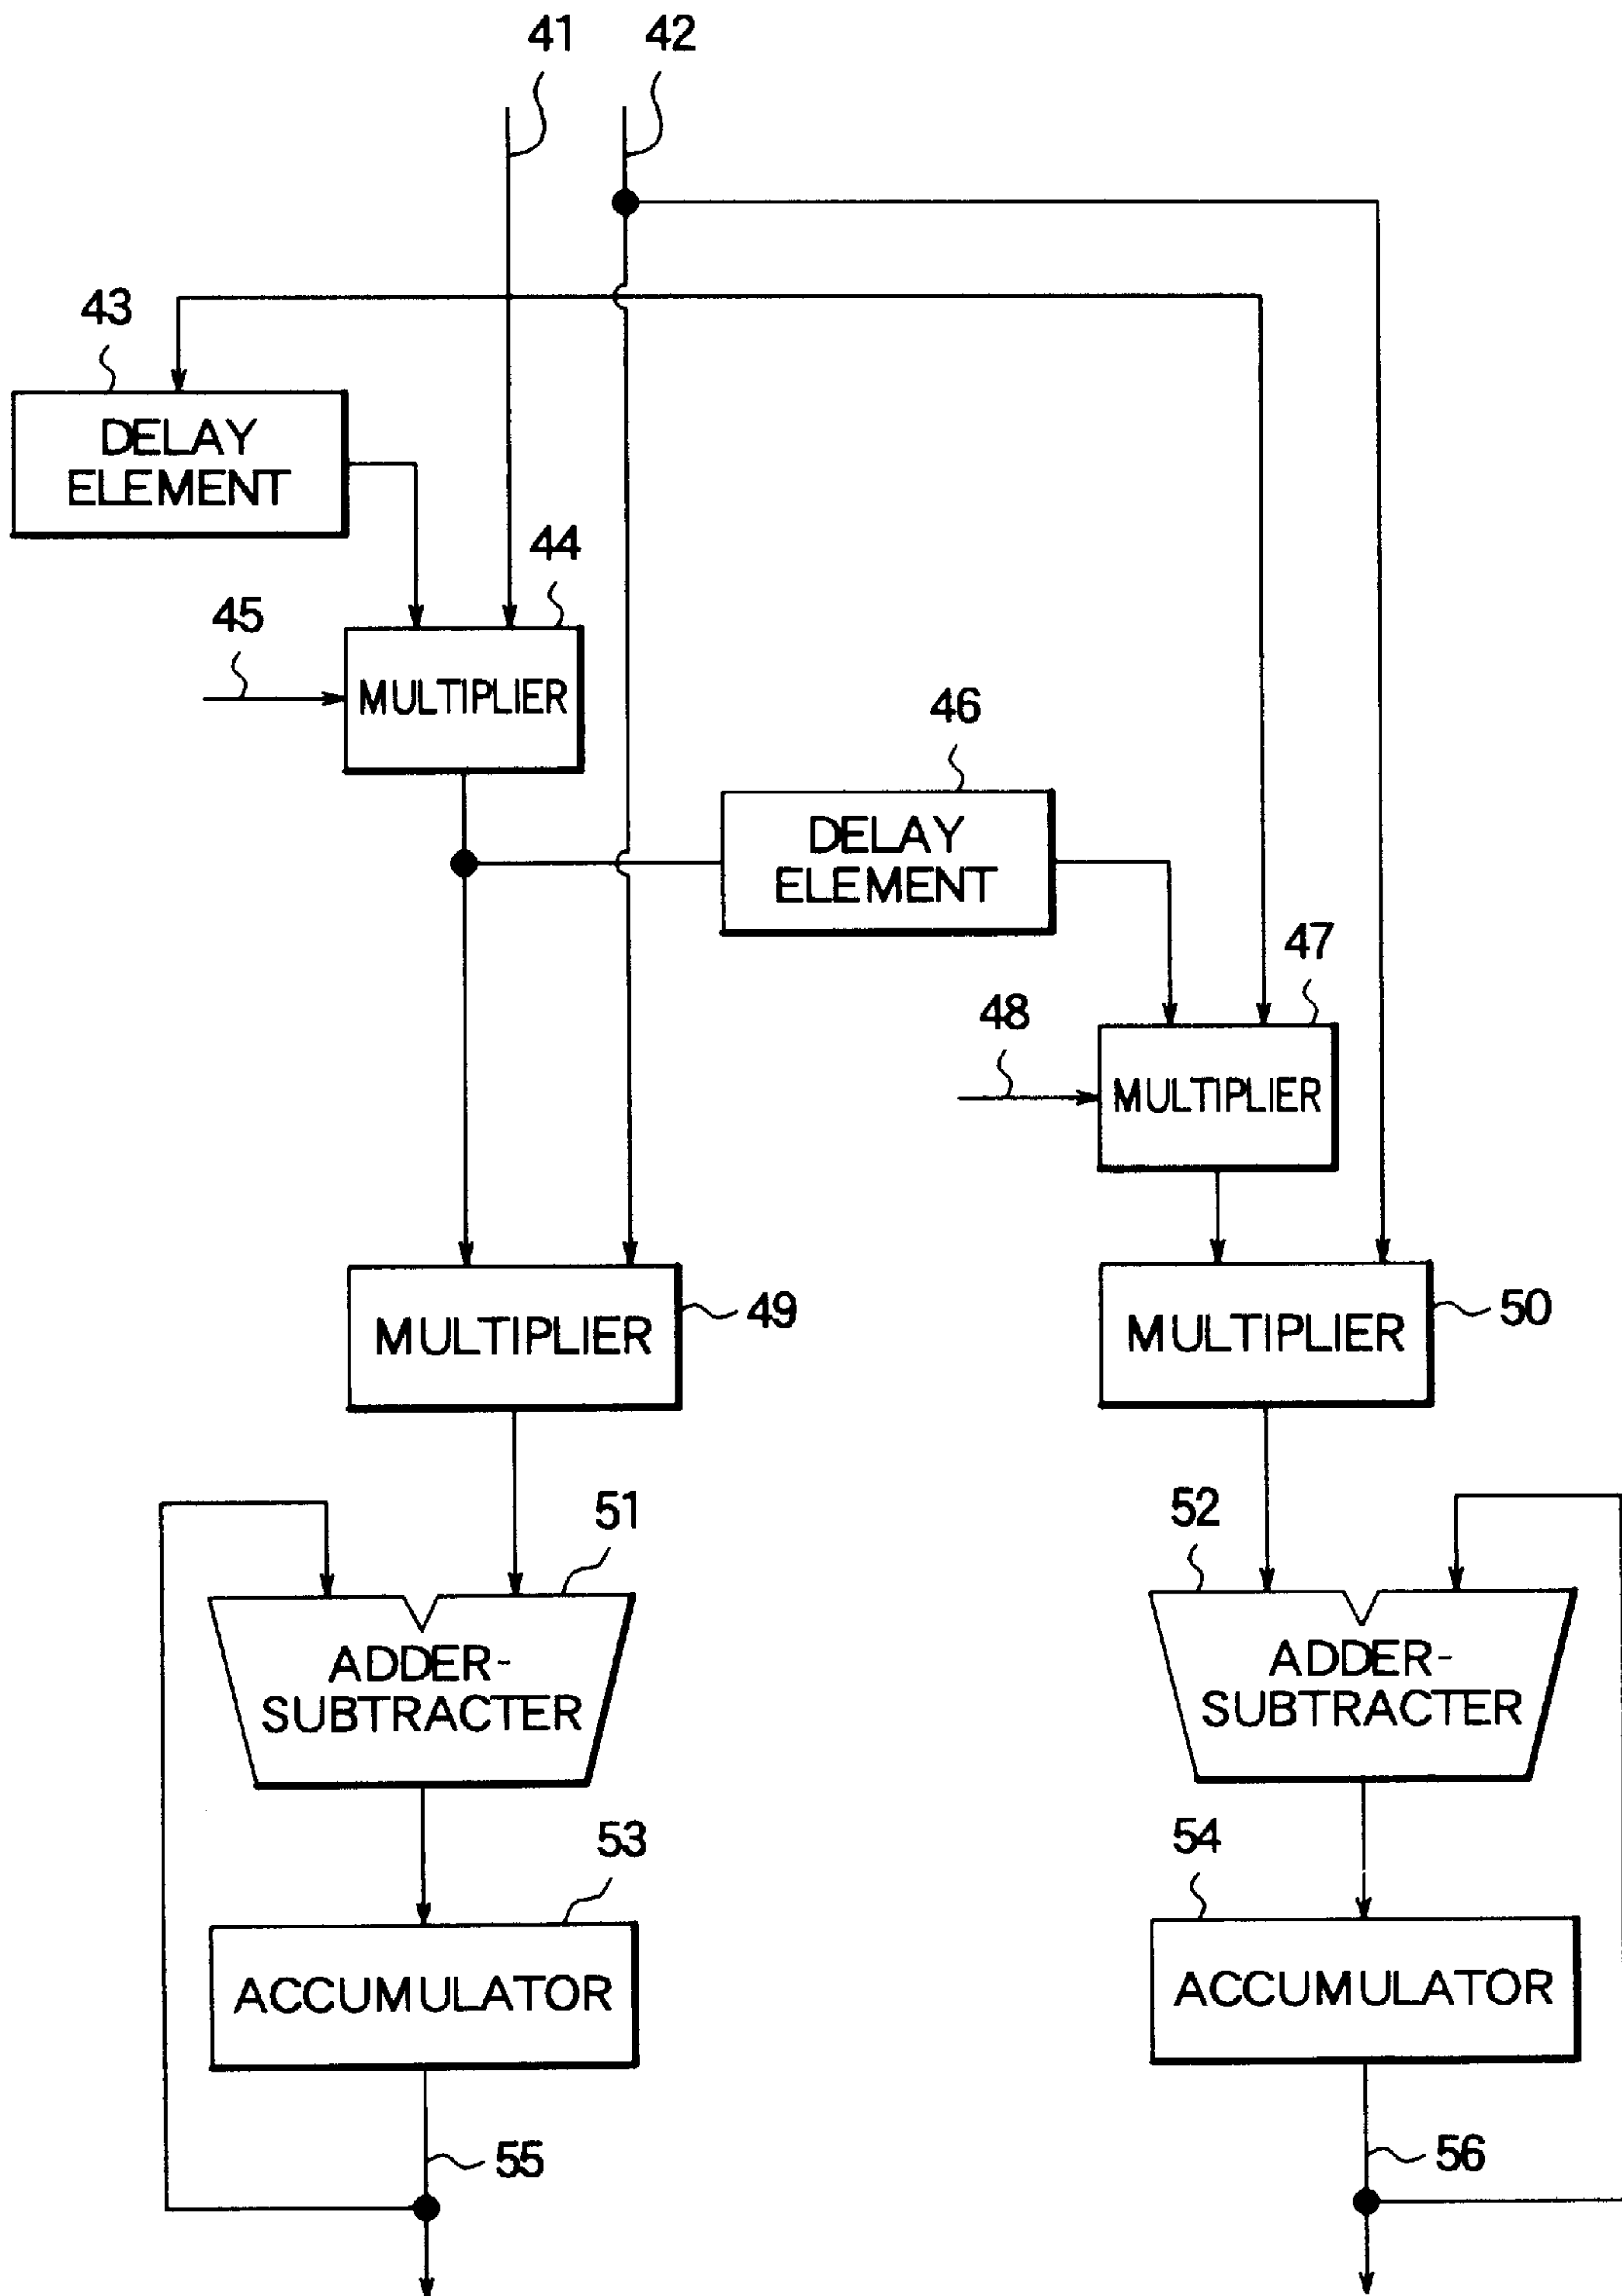 41
42
43
DELAY
ELEMENT
44
45
MULTIPLIER
46
DELAY
ELEMENT
47
48
MULTIPLIER
MULTIPLIER
49
MULTIPLIER
50
51
52
ADDER-
SUBTRACTER
ADDER-
SUBTRACTER
53
54
ACCUMULATOR
ACCUMULATOR
55
56